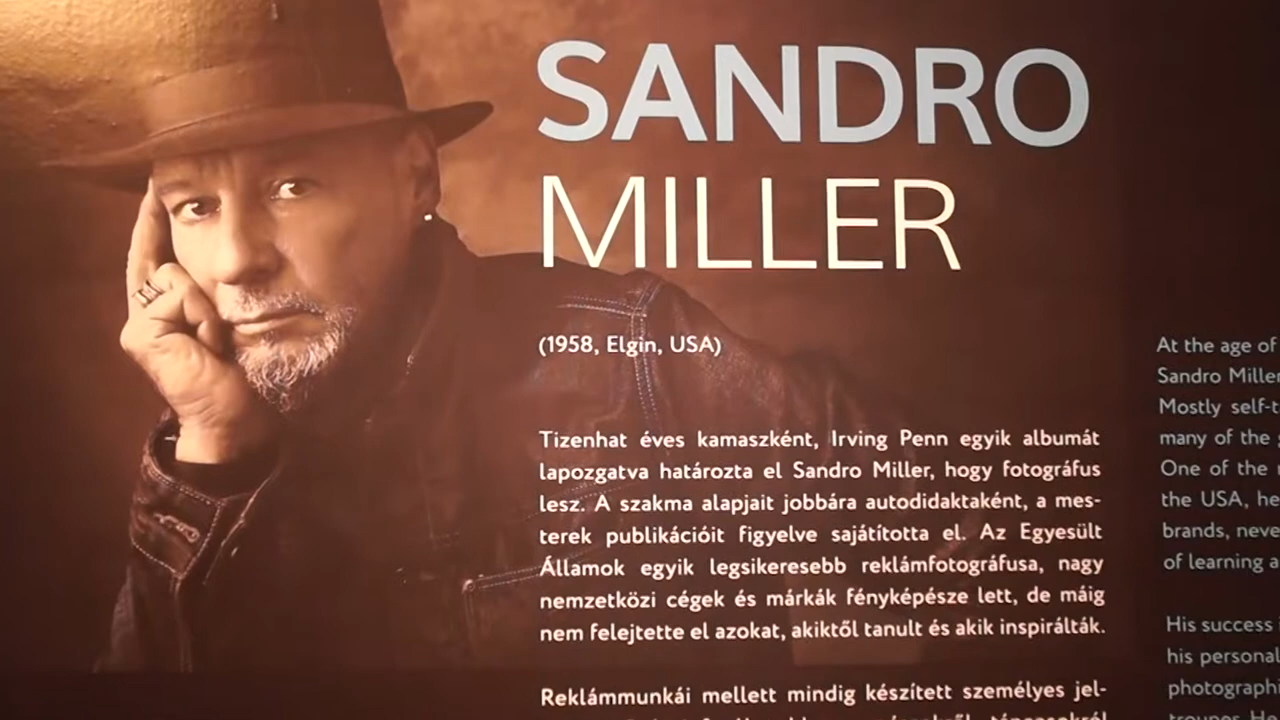 SANDRO
MILLER
(1958, Elgin, USA)
Tizenhat éves kamaszként, Irving Penn egyik albumát
lapozgatva határozta el Sandro Miller, hogy fotográfus
lesz. A szakma alapjait jobbára autodidaktaként, a mes-
terek publikációit figyelve sajátította el. Az Egyesült
Államok egyik legsikeresebb reklámfotográfusa, nagy
nemzetközi cégek és márkák fényképésze lett, de máig
nem felejtette el azokat, akiktől tanult és akik inspirálták.
Reklámmunkái mellett mindig készített személyes jel-
At the age of
Sandro Miller
Mostly self-t
many of the
One of the
the USA, he
brands, neve
of learning a
His success
his personal
photographi